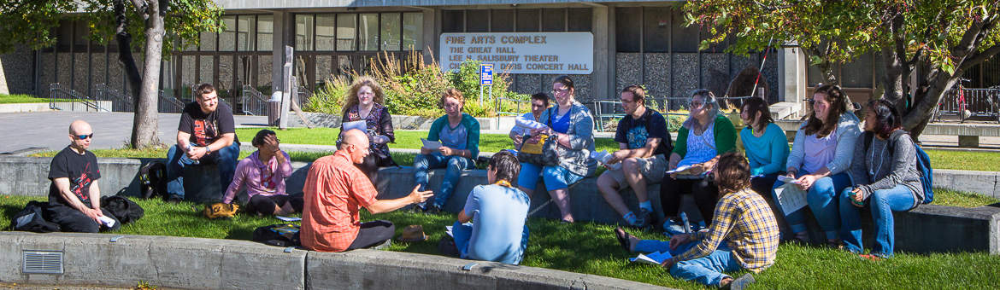 FINE ARTS COMPLEX
THE GREAT HALL
LEE H. SALISBURY THEATER
DAVIS CONCERT HALL